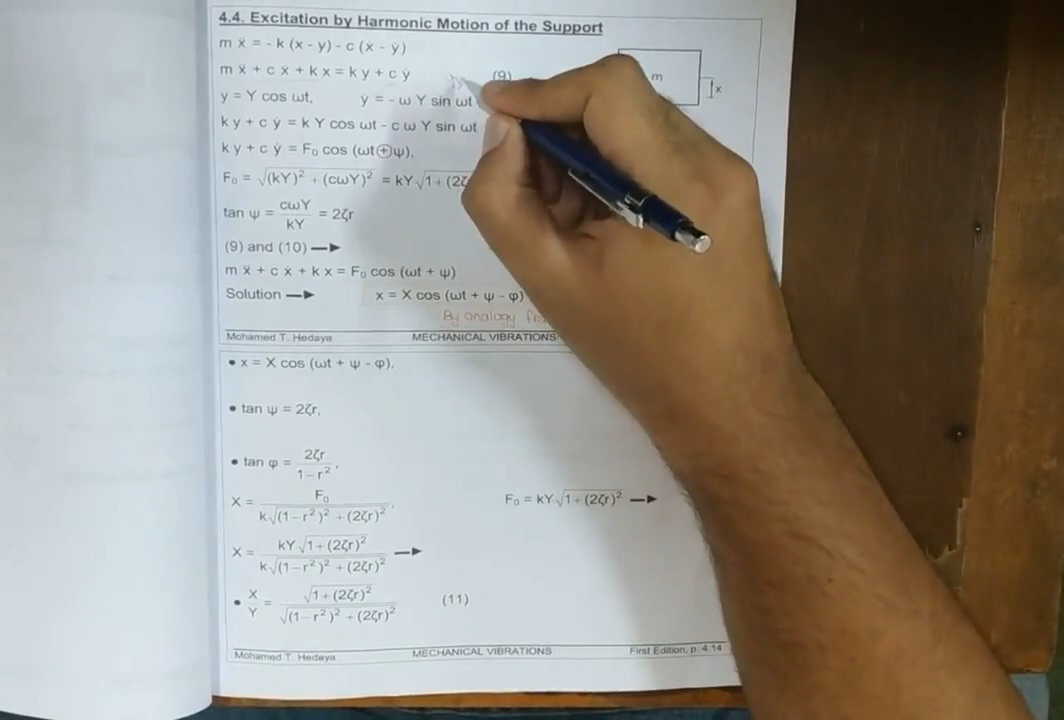 4.4. Excitation by Harmonic Motion of the Support
m ẍ = - k (x - y) - c (ẋ - ẏ)
m ẍ + c ẋ + k x = k y + c ẏ (9)
m
x
y = Y cos ωt, ẏ = - ω Y sin ωt
k y + c ẏ = k Y cos ωt - c ω Y sin ωt
k y + c ẏ = F₀ cos (ωt + ψ),
F₀ = √(kY)² + (cωY)² = kY √1 + (2ζ
tan ψ = cωY / kY = 2ζr
(9) and (10) →
m ẍ + c ẋ + k x = F₀ cos (ωt + ψ)
Solution → x = X cos (ωt + ψ - φ)
By analogy
Mohamed T. Hedaya MECHANICAL VIBRATIONS
• x = X cos (ωt + ψ - φ),
• tan ψ = 2ζr,
• tan φ = 2ζr / 1 − r²,
X = F₀ / k√(1 − r²)² + (2ζr)², F₀ = kY √1 + (2ζr)² →
X = kY √1 + (2ζr)² / k√(1 − r²)² + (2ζr)² →
• X / Y = √1 + (2ζr)² / √(1 − r²)² + (2ζr)² (11)
Mohamed T. Hedaya MECHANICAL VIBRATIONS First Edition, p. 4.14